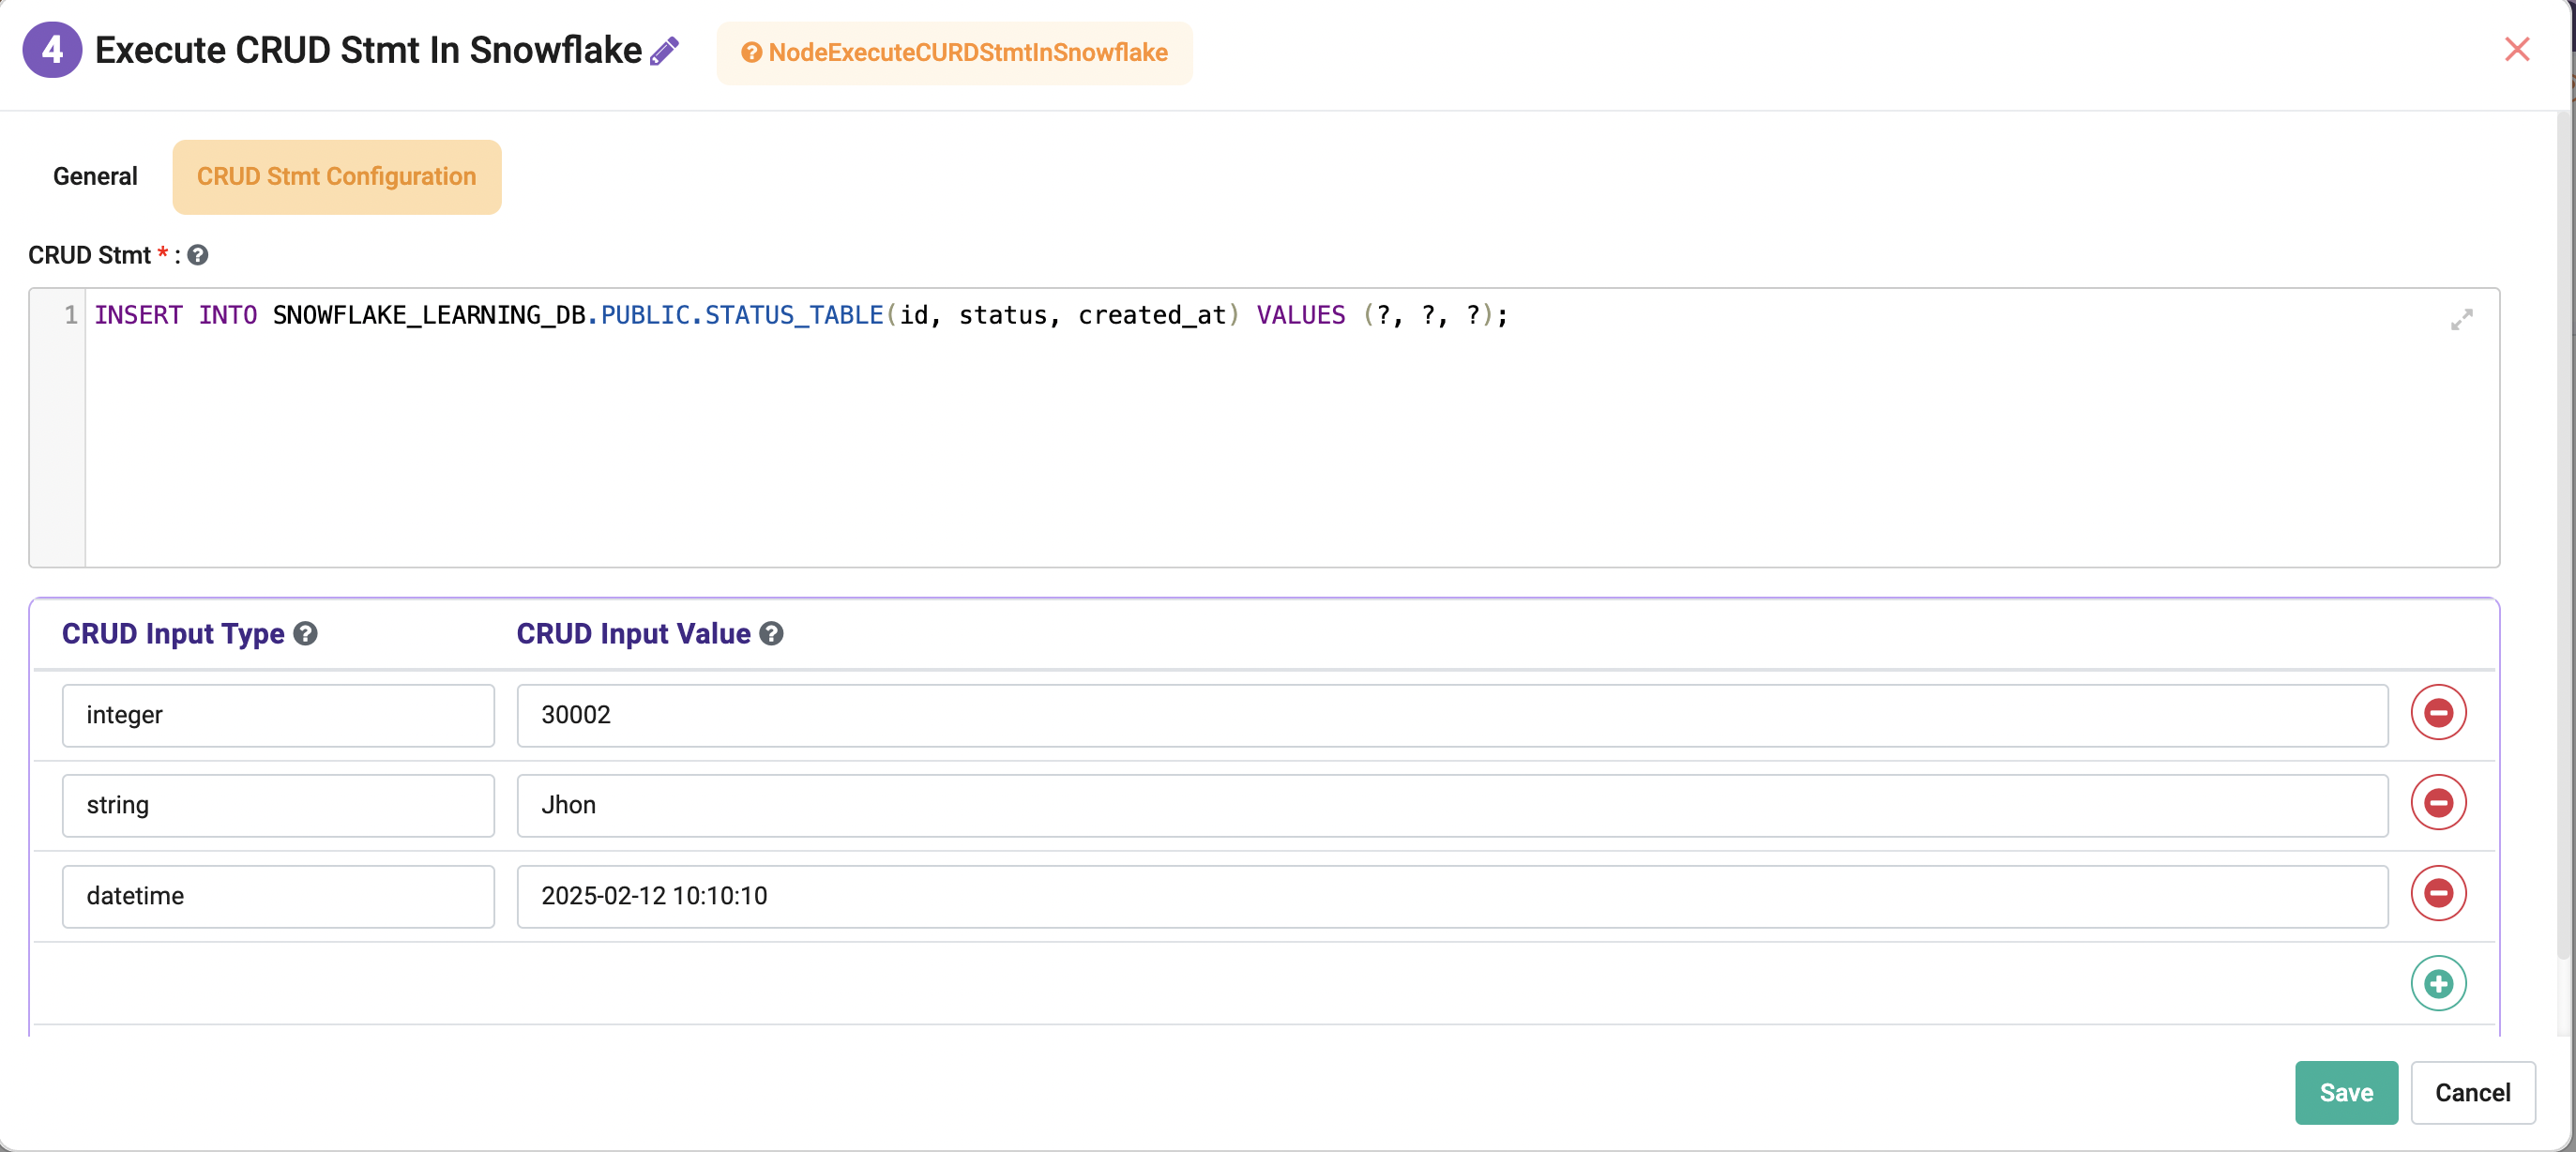 4 Execute CRUD Stmt In Snowflake NodeExecuteCURDStmtInSnowflake
General CRUD Stmt Configuration
CRUD Stmt * :
1 INSERT INTO SNOWFLAKE_LEARNING_DB.PUBLIC.STATUS_TABLE(id, status, created_at) VALUES (?, ?, ?);
CRUD Input Type CRUD Input Value
integer 30002
string Jhon
datetime 2025-02-12 10:10:10
Save Cancel